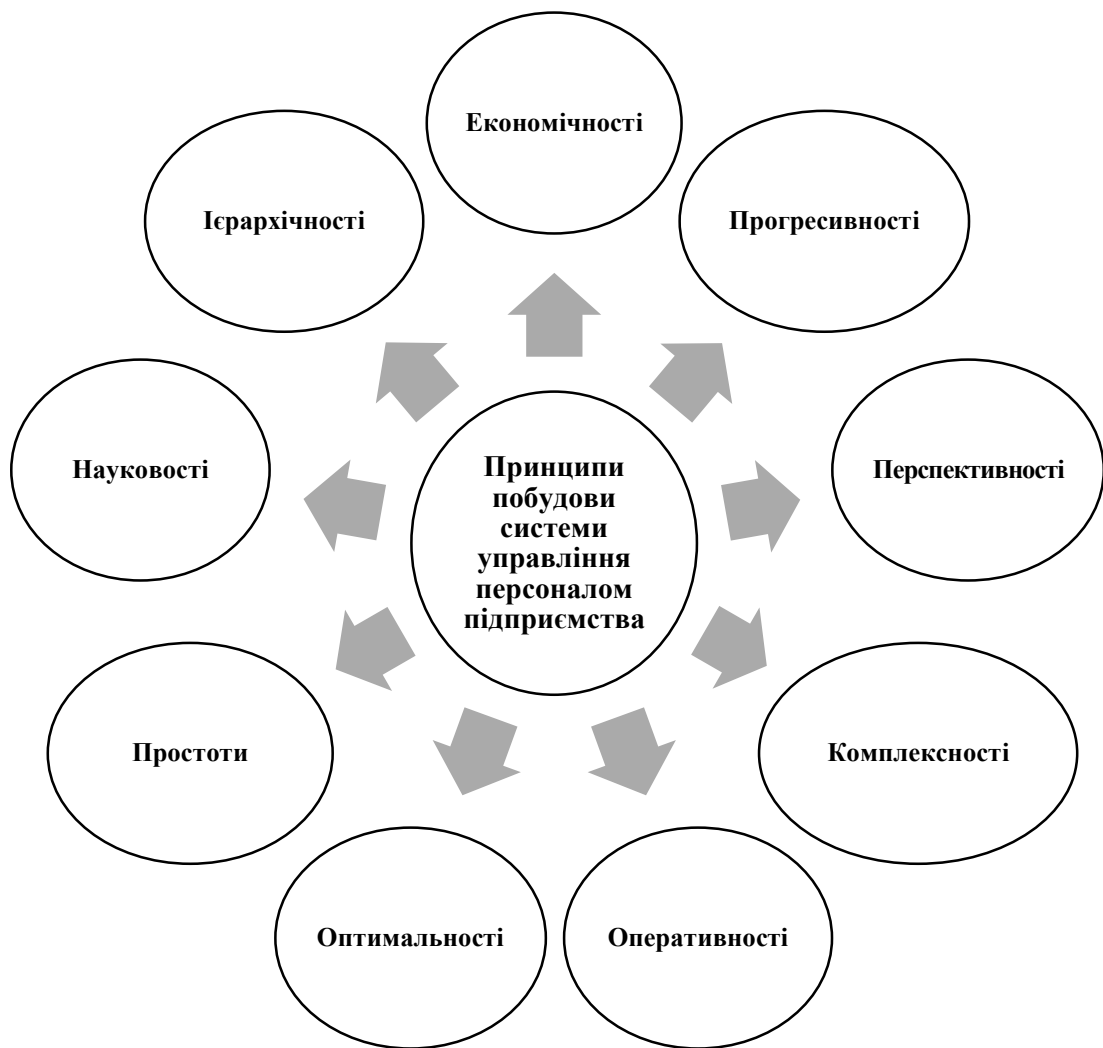 Економічності
Ієрархічності
Прогресивності
Науковості
Принципи
побудови
системи
управління
персоналом
підприємства
Перспективності
Простоти
Комплексності
Оптимальності
Оперативності